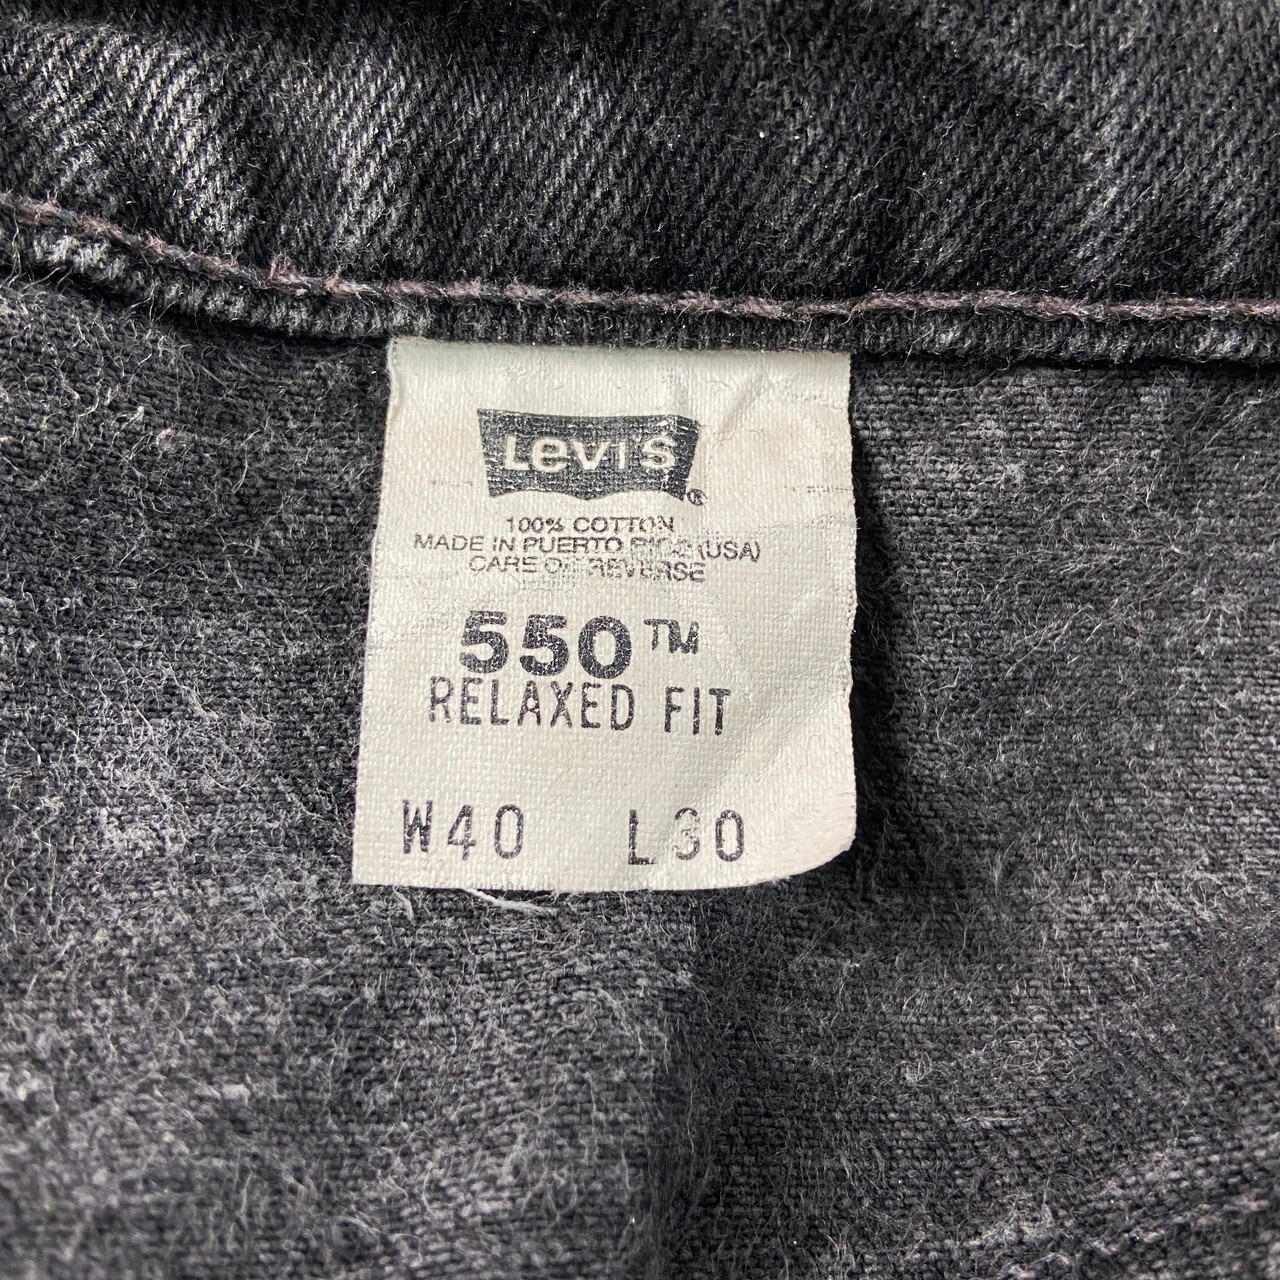 Levi's®
100% COTTON
MADE IN PUERTO RICO (USA)
CARE ON REVERSE
550™
RELAXED FIT
W40 L30